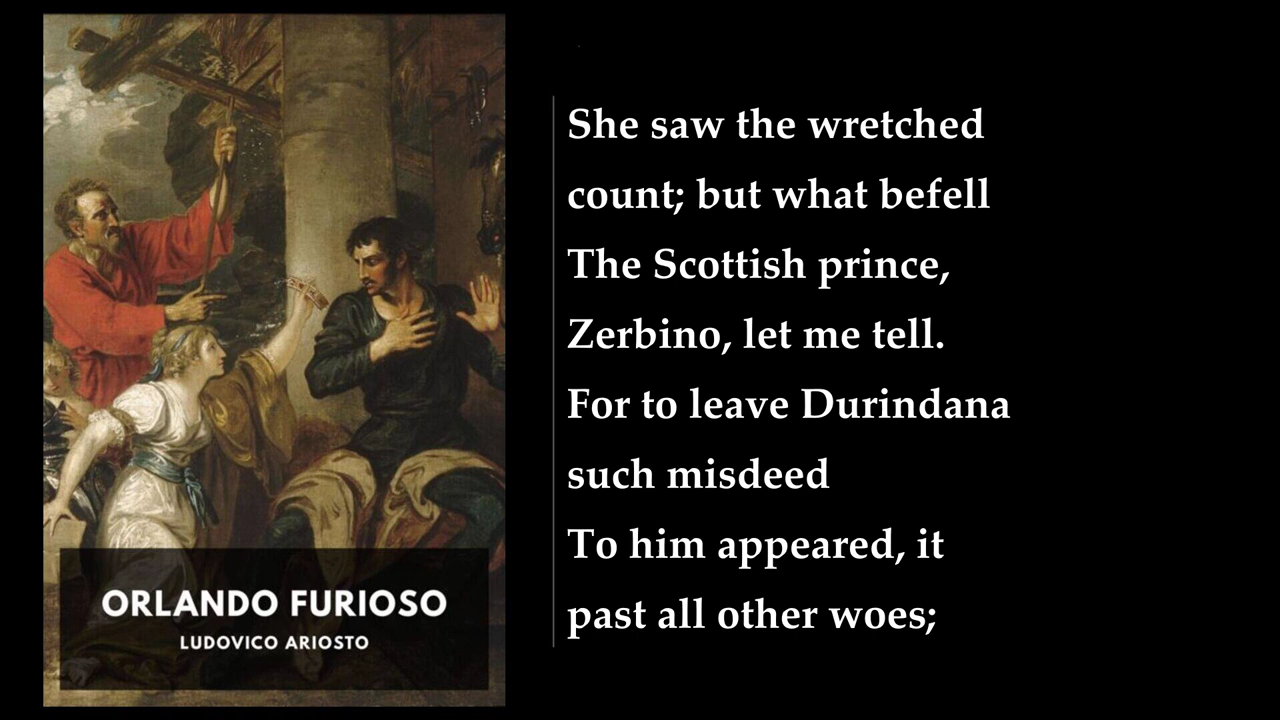 ORLANDO FURIOSO
LUDOVICO ARIOSTO
She saw the wretched
count; but what befell
The Scottish prince,
Zerbino, let me tell.
For to leave Durindana
such misdeed
To him appeared, it
past all other woes;